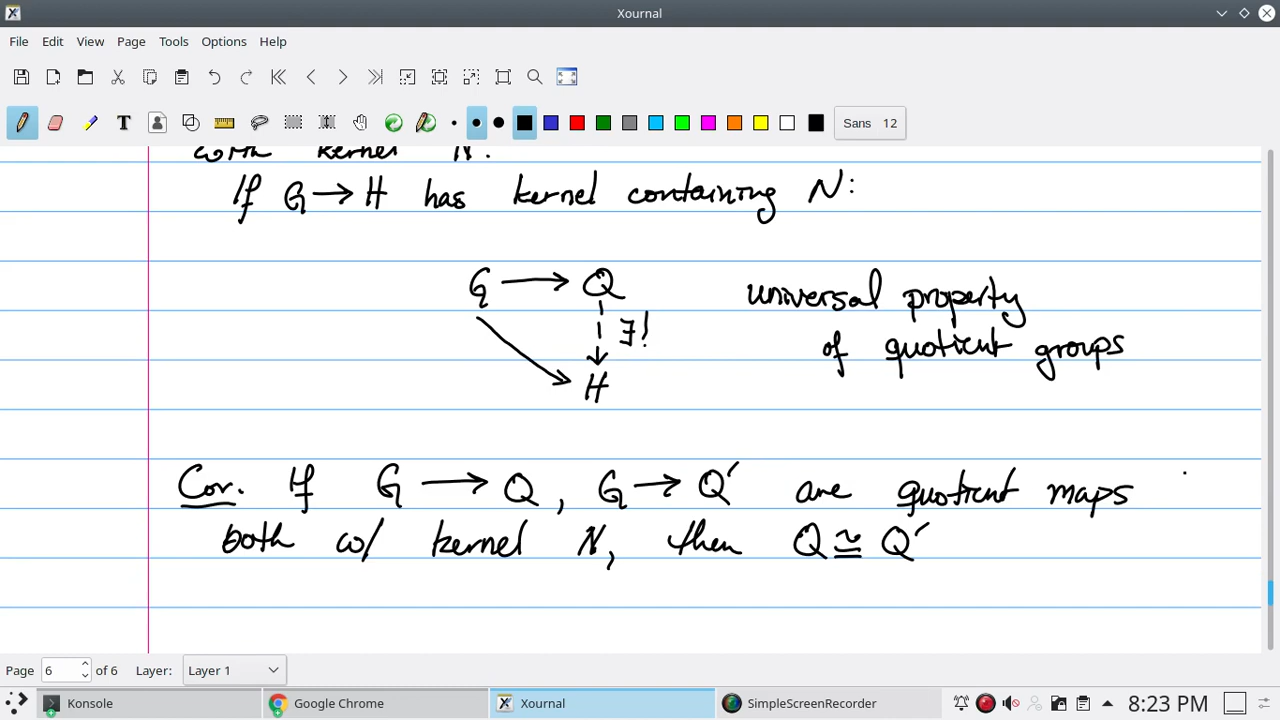 Xournal
File Edit View Page Tools Options Help
Sans 12
with kernel N.
If G → H has kernel containing N:
G → Q universal property
∃!
of quotient groups
H
Cor. If G → Q, G → Q′ are quotient maps
both w/ kernel N, then Q ≅ Q′
Page 6 of 6 Layer: Layer 1
Konsole Google Chrome Xournal SimpleScreenRecorder 8:23 PM